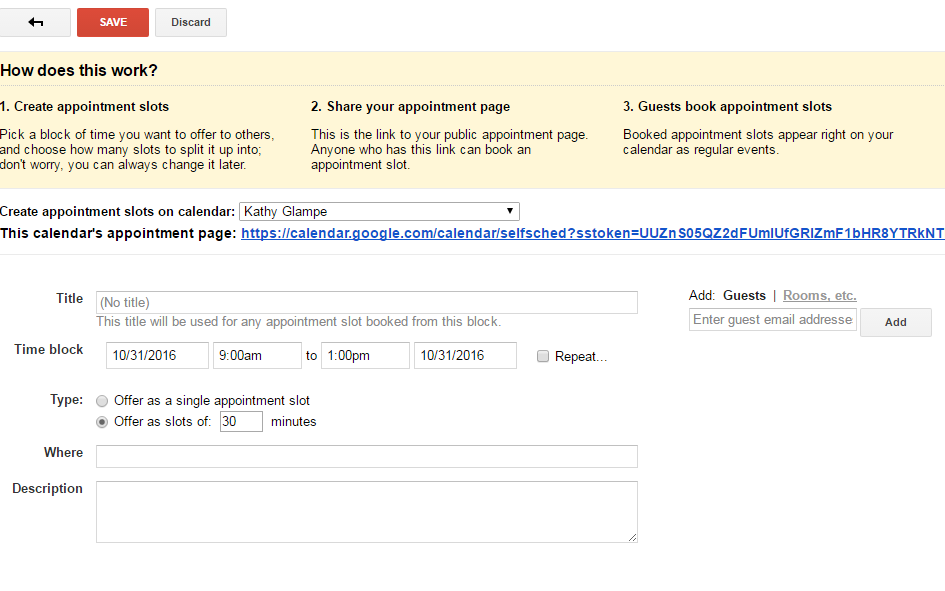 SAVE
Discard
How does this work?
1. Create appointment slots
Pick a block of time you want to offer to others,
and choose how many slots to split it up into;
don't worry, you can always change it later.
2. Share your appointment page
This is the link to your public appointment page.
Anyone who has this link can book an
appointment slot.
3. Guests book appointment slots
Booked appointment slots appear right on your
calendar as regular events.
Create appointment slots on calendar: Kathy Glampe
This calendar's appointment page: https://calendar.google.com/calendar/selfsched?sstoken=UUZnS05QZ2dFUmlUfGRlZmF1bHR8YTRkNT
Title (No title)
This title will be used for any appointment slot booked from this block.
Time block 10/31/2016 9:00am to 1:00pm 10/31/2016 Repeat...
Type: Offer as a single appointment slot
Offer as slots of: 30 minutes
Where
Description
Add: Guests | Rooms, etc.
Enter guest email addresse Add